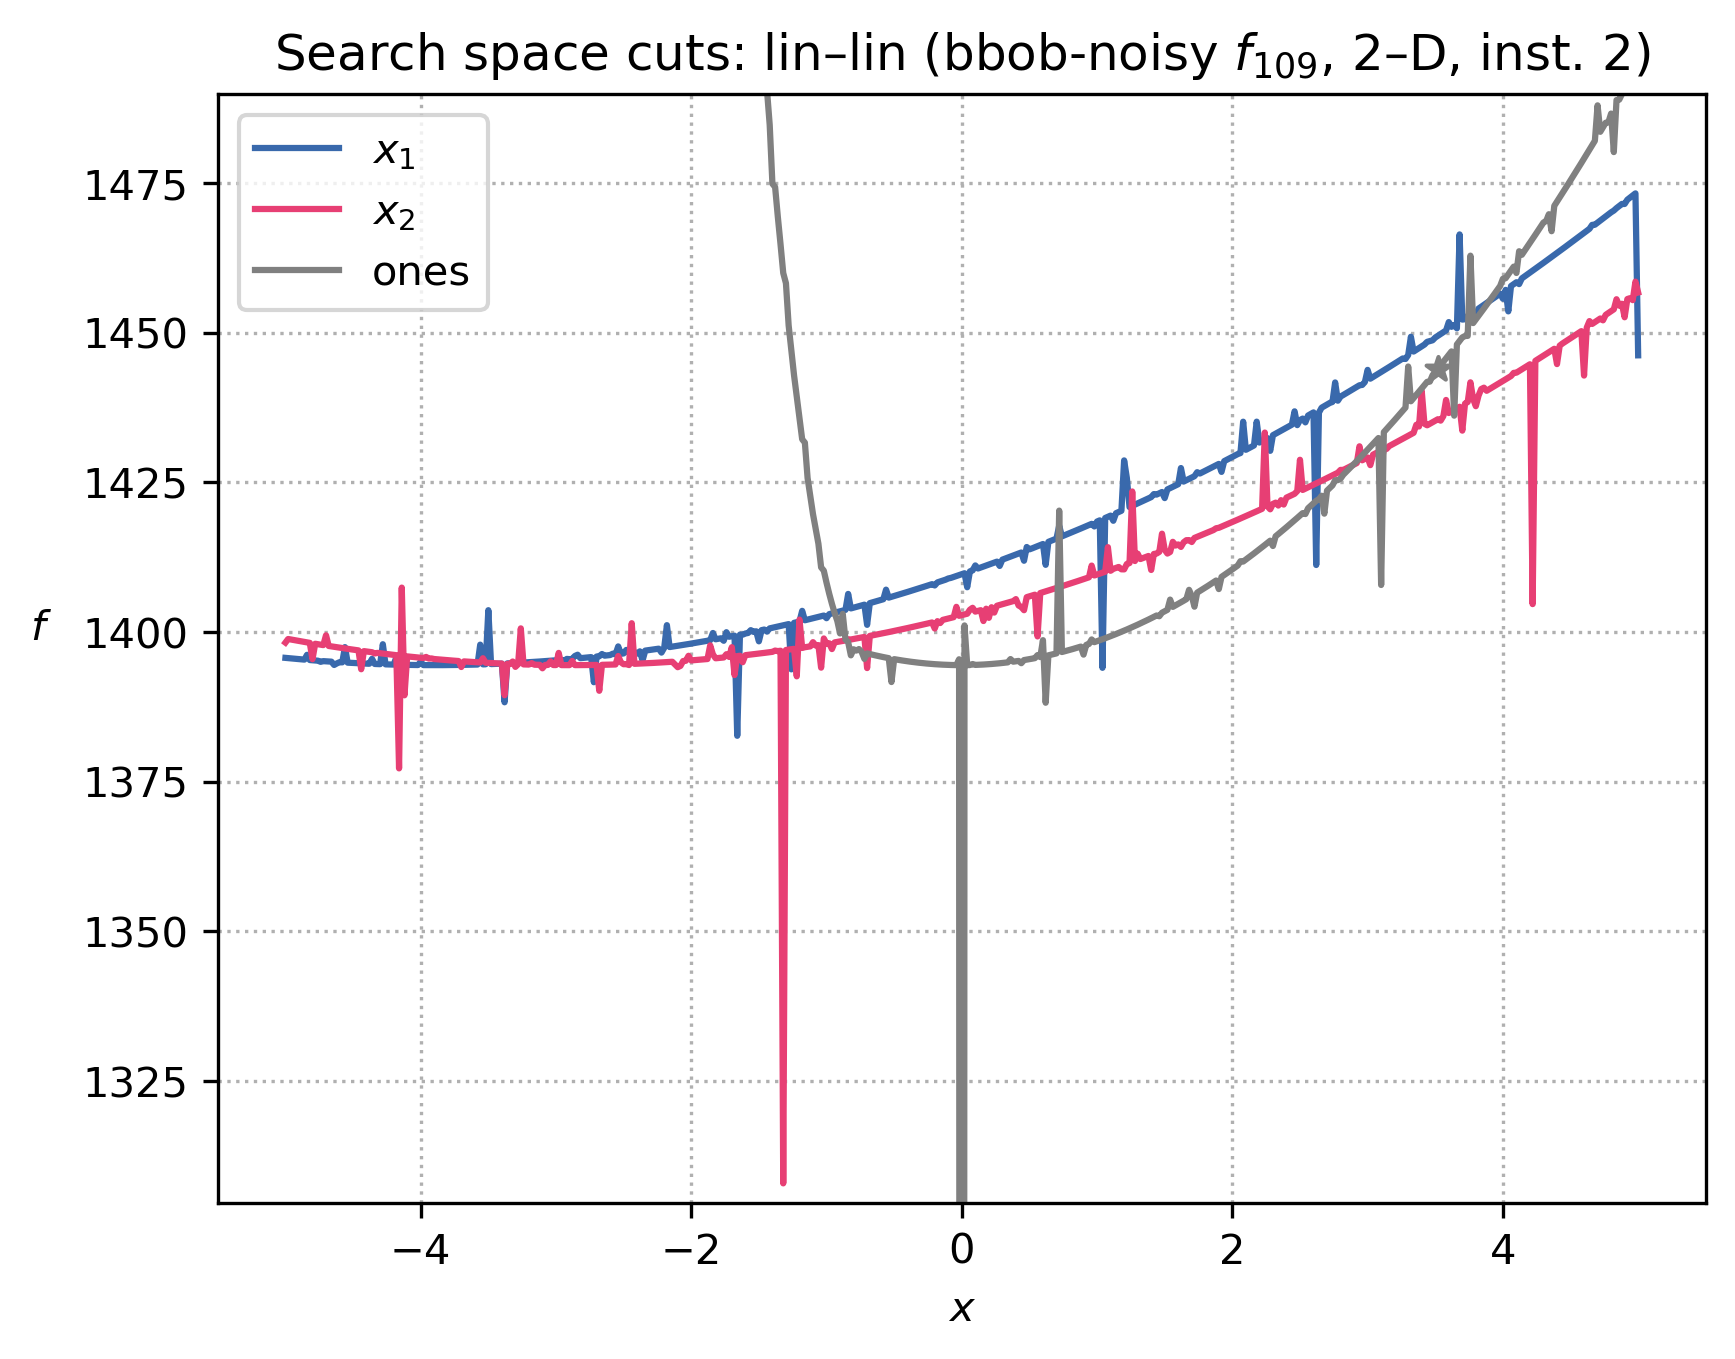 Search space cuts: lin–lin (bbob-noisy f₁₀₉, 2–D, inst. 2)
x₁
x₂
ones
1475
1450
1425
1400
1375
1350
1325
f
−4 −2 0 2 4
x